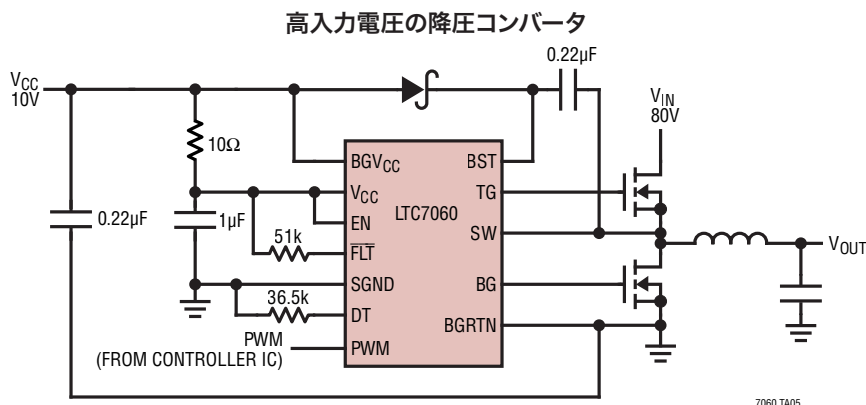 高入力電圧の降圧コンバータ
VCC
10V
0.22µF
VIN
80V
10Ω
BGVCC
BST
VCC
TG
LTC7060
EN
0.22µF
1µF
51k
FLT
SW
SGND
BG
36.5k
DT
BGRTN
PWM
(FROM CONTROLLER IC)
PWM
VOUT
7060 TA05